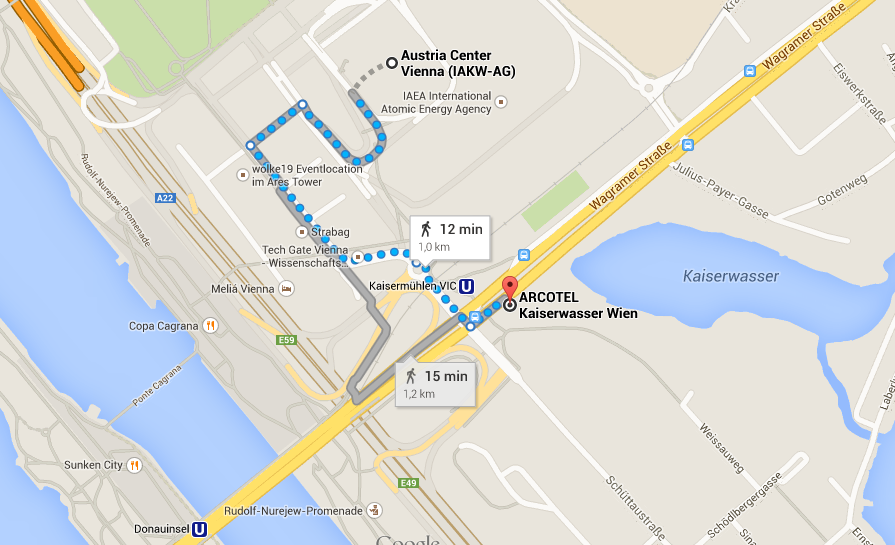 Austria Center
Vienna (IAKW-AG)
Wagramer Straße
IAEA International
Atomic Energy Agency
Eiswerkstraße
Rudolf-Nurejew-Promenade
wolke19 Eventlocation
im Ares Tower
A22
Wagramer Straße
Julius-Payer-Gasse
Gotenweg
Strabag
12 min
1,0 km
Tech Gate Vienna
- Wissenschafts...
Kaisermühlen VIC
U
Kaiserwasser
Meliá Vienna
ARCOTEL
Kaiserwasser Wien
Copa Cagrana
E59
Ponte Cagrana
15 min
1,2 km
Laberl
Weissauweg
Sunken City
E49
Schüttaustraße
Schödlbergergasse
Rudolf-Nurejew-Promenade
Sina
Ernst
Donauinsel
U
Google